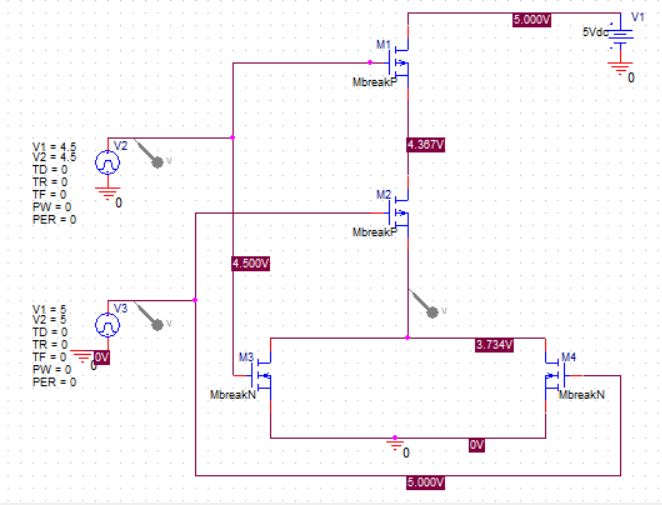 5.000V
V1
5Vdc
0
M1
MbreakP
V1 = 4.5
V2 = 4.5
TD = 0
TR = 0
TF = 0
PW = 0
PER = 0
V2
V
0
4.367V
M2
MbreakP
4.500V
V1 = 5
V2 = 5
TD = 0
TR = 0
TF = 0
PW = 0
PER = 0
V3
V
0V
0
V
3.734V
M3
MbreakN
M4
MbreakN
0
0V
5.000V